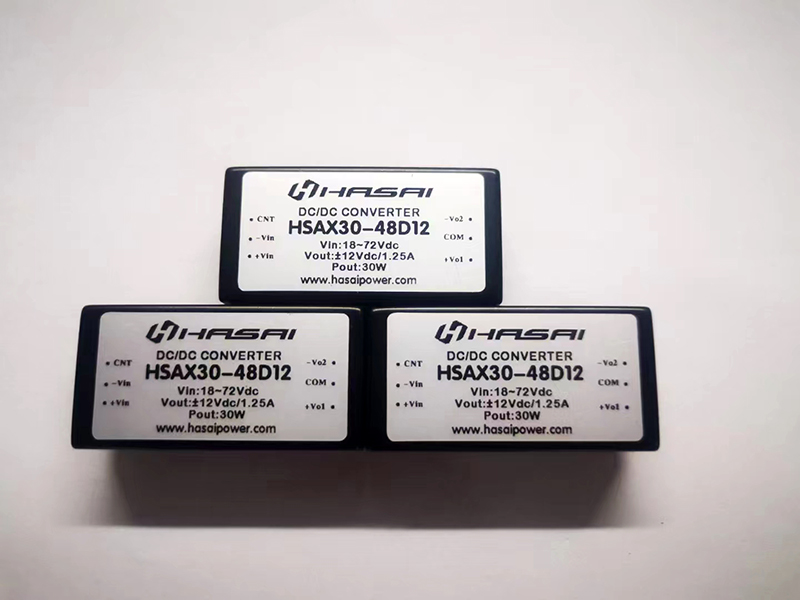 HASAI
DC/DC CONVERTER
HSAX30-48D12
Vin:18~72Vdc
Vout:±12Vdc/1.25A
Pout:30W
www.hasaipower.com
CNT
-Vin
+Vin
-Vo2
COM
+Vo1
HASAI
DC/DC CONVERTER
HSAX30-48D12
Vin:18~72Vdc
Vout:±12Vdc/1.25A
Pout:30W
www.hasaipower.com
CNT
-Vin
+Vin
-Vo2
COM
+Vo1
HASAI
DC/DC CONVERTER
HSAX30-48D12
Vin:18~72Vdc
Vout:±12Vdc/1.25A
Pout:30W
www.hasaipower.com
CNT
-Vin
+Vin
-Vo2
COM
+Vo1